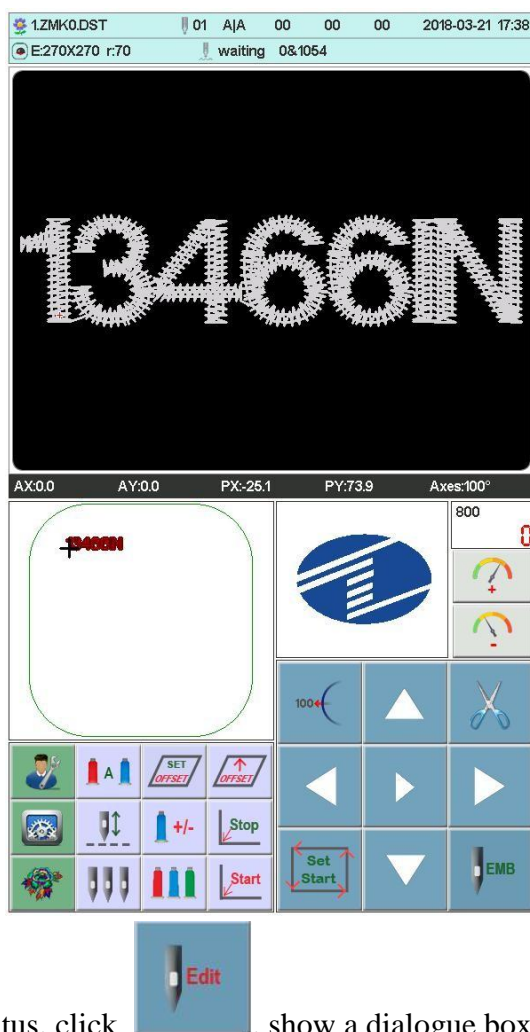 1.ZMK0.DST 01 A|A 00 00 00 2018-03-21 17:38
E:270X270 r:70 waiting 0&1054
13466N
AX:0.0 AY:0.0 PX:-25.1 PY:73.9 Axes:100°
800
0
13466N
+
-
100
A
SET OFFSET
OFFSET
+/-
Stop
Start
Set
Start
EMB
Edit
click show a dialogue box